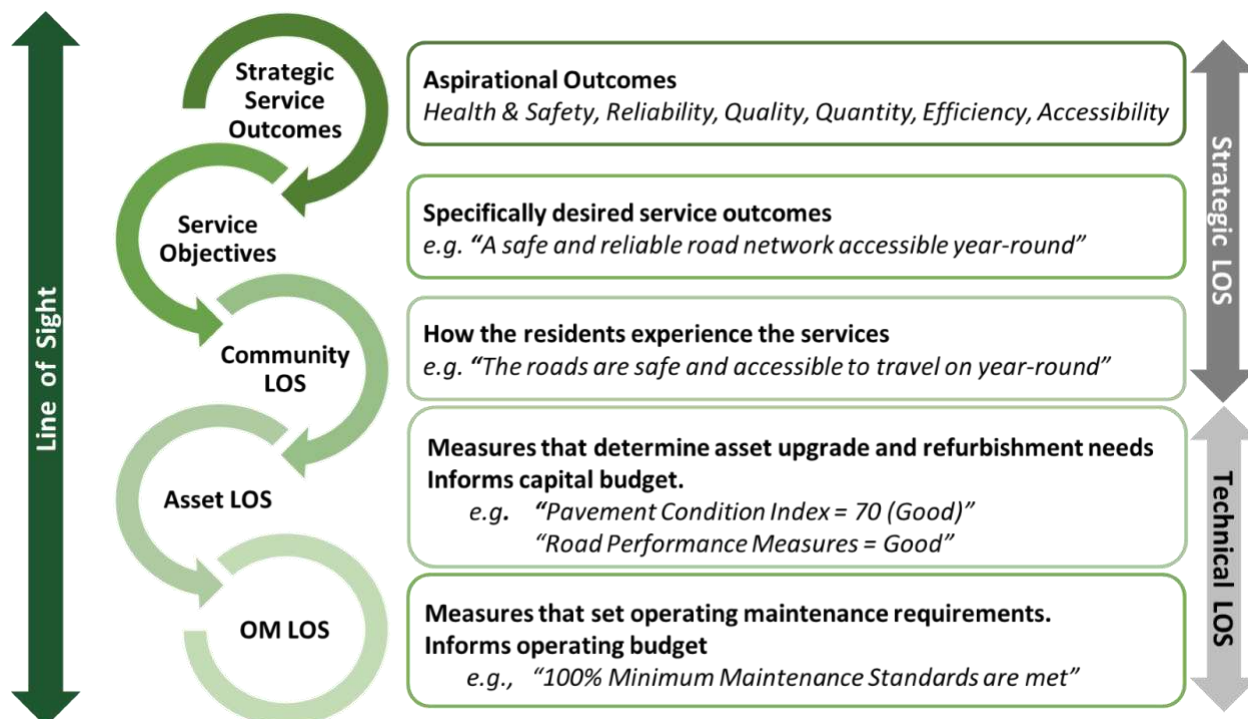 Line of Sight
Strategic
Service
Outcomes
Aspirational Outcomes
Health & Safety, Reliability, Quality, Quantity, Efficiency, Accessibility
Service
Objectives
Specifically desired service outcomes
e.g. “A safe and reliable road network accessible year-round”
Community
LOS
How the residents experience the services
e.g. “The roads are safe and accessible to travel on year-round”
Strategic LOS
Asset LOS
Measures that determine asset upgrade and refurbishment needs
Informs capital budget.
e.g. “Pavement Condition Index = 70 (Good)”
“Road Performance Measures = Good”
OM LOS
Measures that set operating maintenance requirements.
Informs operating budget
e.g., “100% Minimum Maintenance Standards are met”
Technical LOS